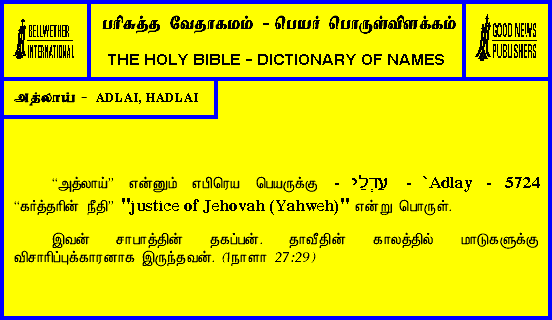 BELLWETHER
INTERNATIONAL
பரிசுத்த வேதாகமம் - பெயர் பொருள்விளக்கம்
THE HOLY BIBLE - DICTIONARY OF NAMES
GOOD NEWS
PUBLISHERS
அத்லாய் - ADLAI, HADLAI
“அத்லாய்” என்னும் எபிரெய பெயருக்கு - עַדְלַי - `Adlay - 5724
“கர்த்தரின் நீதி” "justice of Jehovah (Yahweh)" என்று பொருள்.
இவன் சாபாத்தின் தகப்பன். தாவீதின் காலத்தில் மாடுகளுக்கு
விசாரிப்புக்காரனாக இருந்தவன். (1நாளா 27:29)